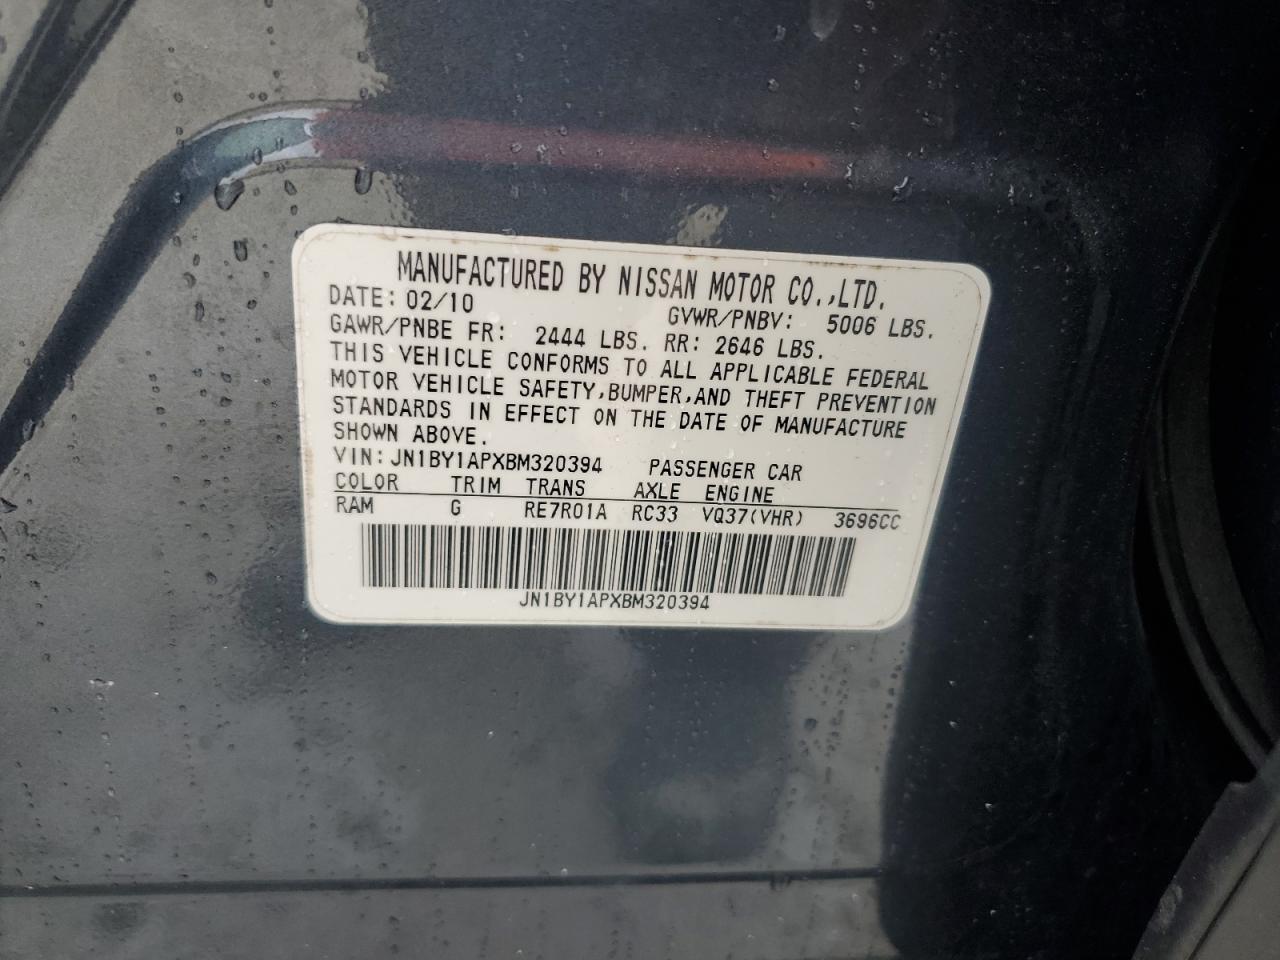 MANUFACTURED BY NISSAN MOTOR CO.,LTD.
DATE: 02/10 GVWR/PNBV: 5006 LBS.
GAWR/PNBE FR: 2444 LBS. RR: 2646 LBS.
THIS VEHICLE CONFORMS TO ALL APPLICABLE FEDERAL
MOTOR VEHICLE SAFETY,BUMPER,AND THEFT PREVENTION
STANDARDS IN EFFECT ON THE DATE OF MANUFACTURE
SHOWN ABOVE.
VIN:JN1BY1APXBM320394 PASSENGER CAR
COLOR TRIM TRANS AXLE ENGINE
RAM G RE7R01A RC33 VQ37(VHR) 3696CC
JN1BY1APXBM320394